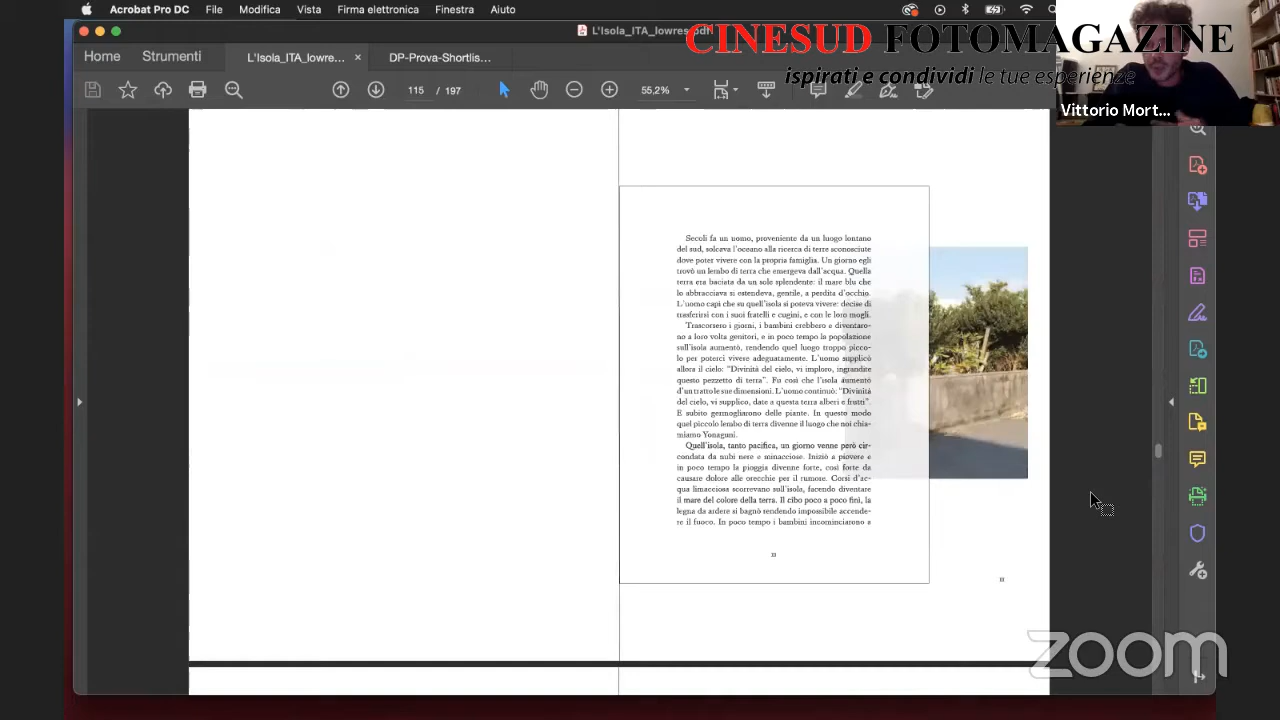 Acrobat Pro DC File Modifica Vista Firma elettronica Finestra Aiuto
L'Isola_ITA_lowres.pdf
CINESUD FOTOMAGAZINE
ispirati e condividi le tue esperienze
Home Strumenti L'Isola_ITA_lowre... × DP-Prova-Shortlis...
115 / 197 55,2%
Vittorio Mort...
Secoli fa un uomo, proveniente da un luogo lontano
del sud, solcava l'oceano alla ricerca di terre sconosciute
dove poter vivere con la propria famiglia. Un giorno egli
trovò un lembo di terra che emergeva dall'acqua. Quella
terra era baciata da un sole splendente: il mare blu che
lo abbracciava si estendeva, gentile, a perdita d'occhio.
L'uomo capì che su quell'isola si poteva vivere: decise di
trasferirsi con i suoi fratelli e cugini, e con le loro mogli.
Trascorsero i giorni, i bambini crebbero e diventaro-
no a loro volta genitori, e in poco tempo la popolazione
sull'isola aumentò, rendendo quel luogo troppo picco-
lo per poterci vivere adeguatamente. L'uomo supplicò
allora il cielo: "Divinità del cielo, vi imploro, ingrandite
questo pezzetto di terra". Fu così che l'isola aumentò
d'un tratto le sue dimensioni. L'uomo continuò: "Divinità
del cielo, vi supplico, date a questa terra alberi e frutti".
E subito germogliarono delle piante. In questo modo
quel piccolo lembo di terra divenne il luogo che noi chia-
miamo Yonaguni.
Quell'isola, tanto pacifica, un giorno venne però cir-
condata da nubi nere e minacciose. Iniziò a piovere e
in poco tempo la pioggia divenne forte, così forte da
causare dolore alle orecchie per il rumore. Corsi d'ac-
qua limacciosa scorrevano sull'isola, facendo diventare
il mare del colore della terra. Il cibo poco a poco finì, la
legna da ardere si bagnò rendendo impossibile accende-
re il fuoco. In poco tempo i bambini incominciarono a
zoom